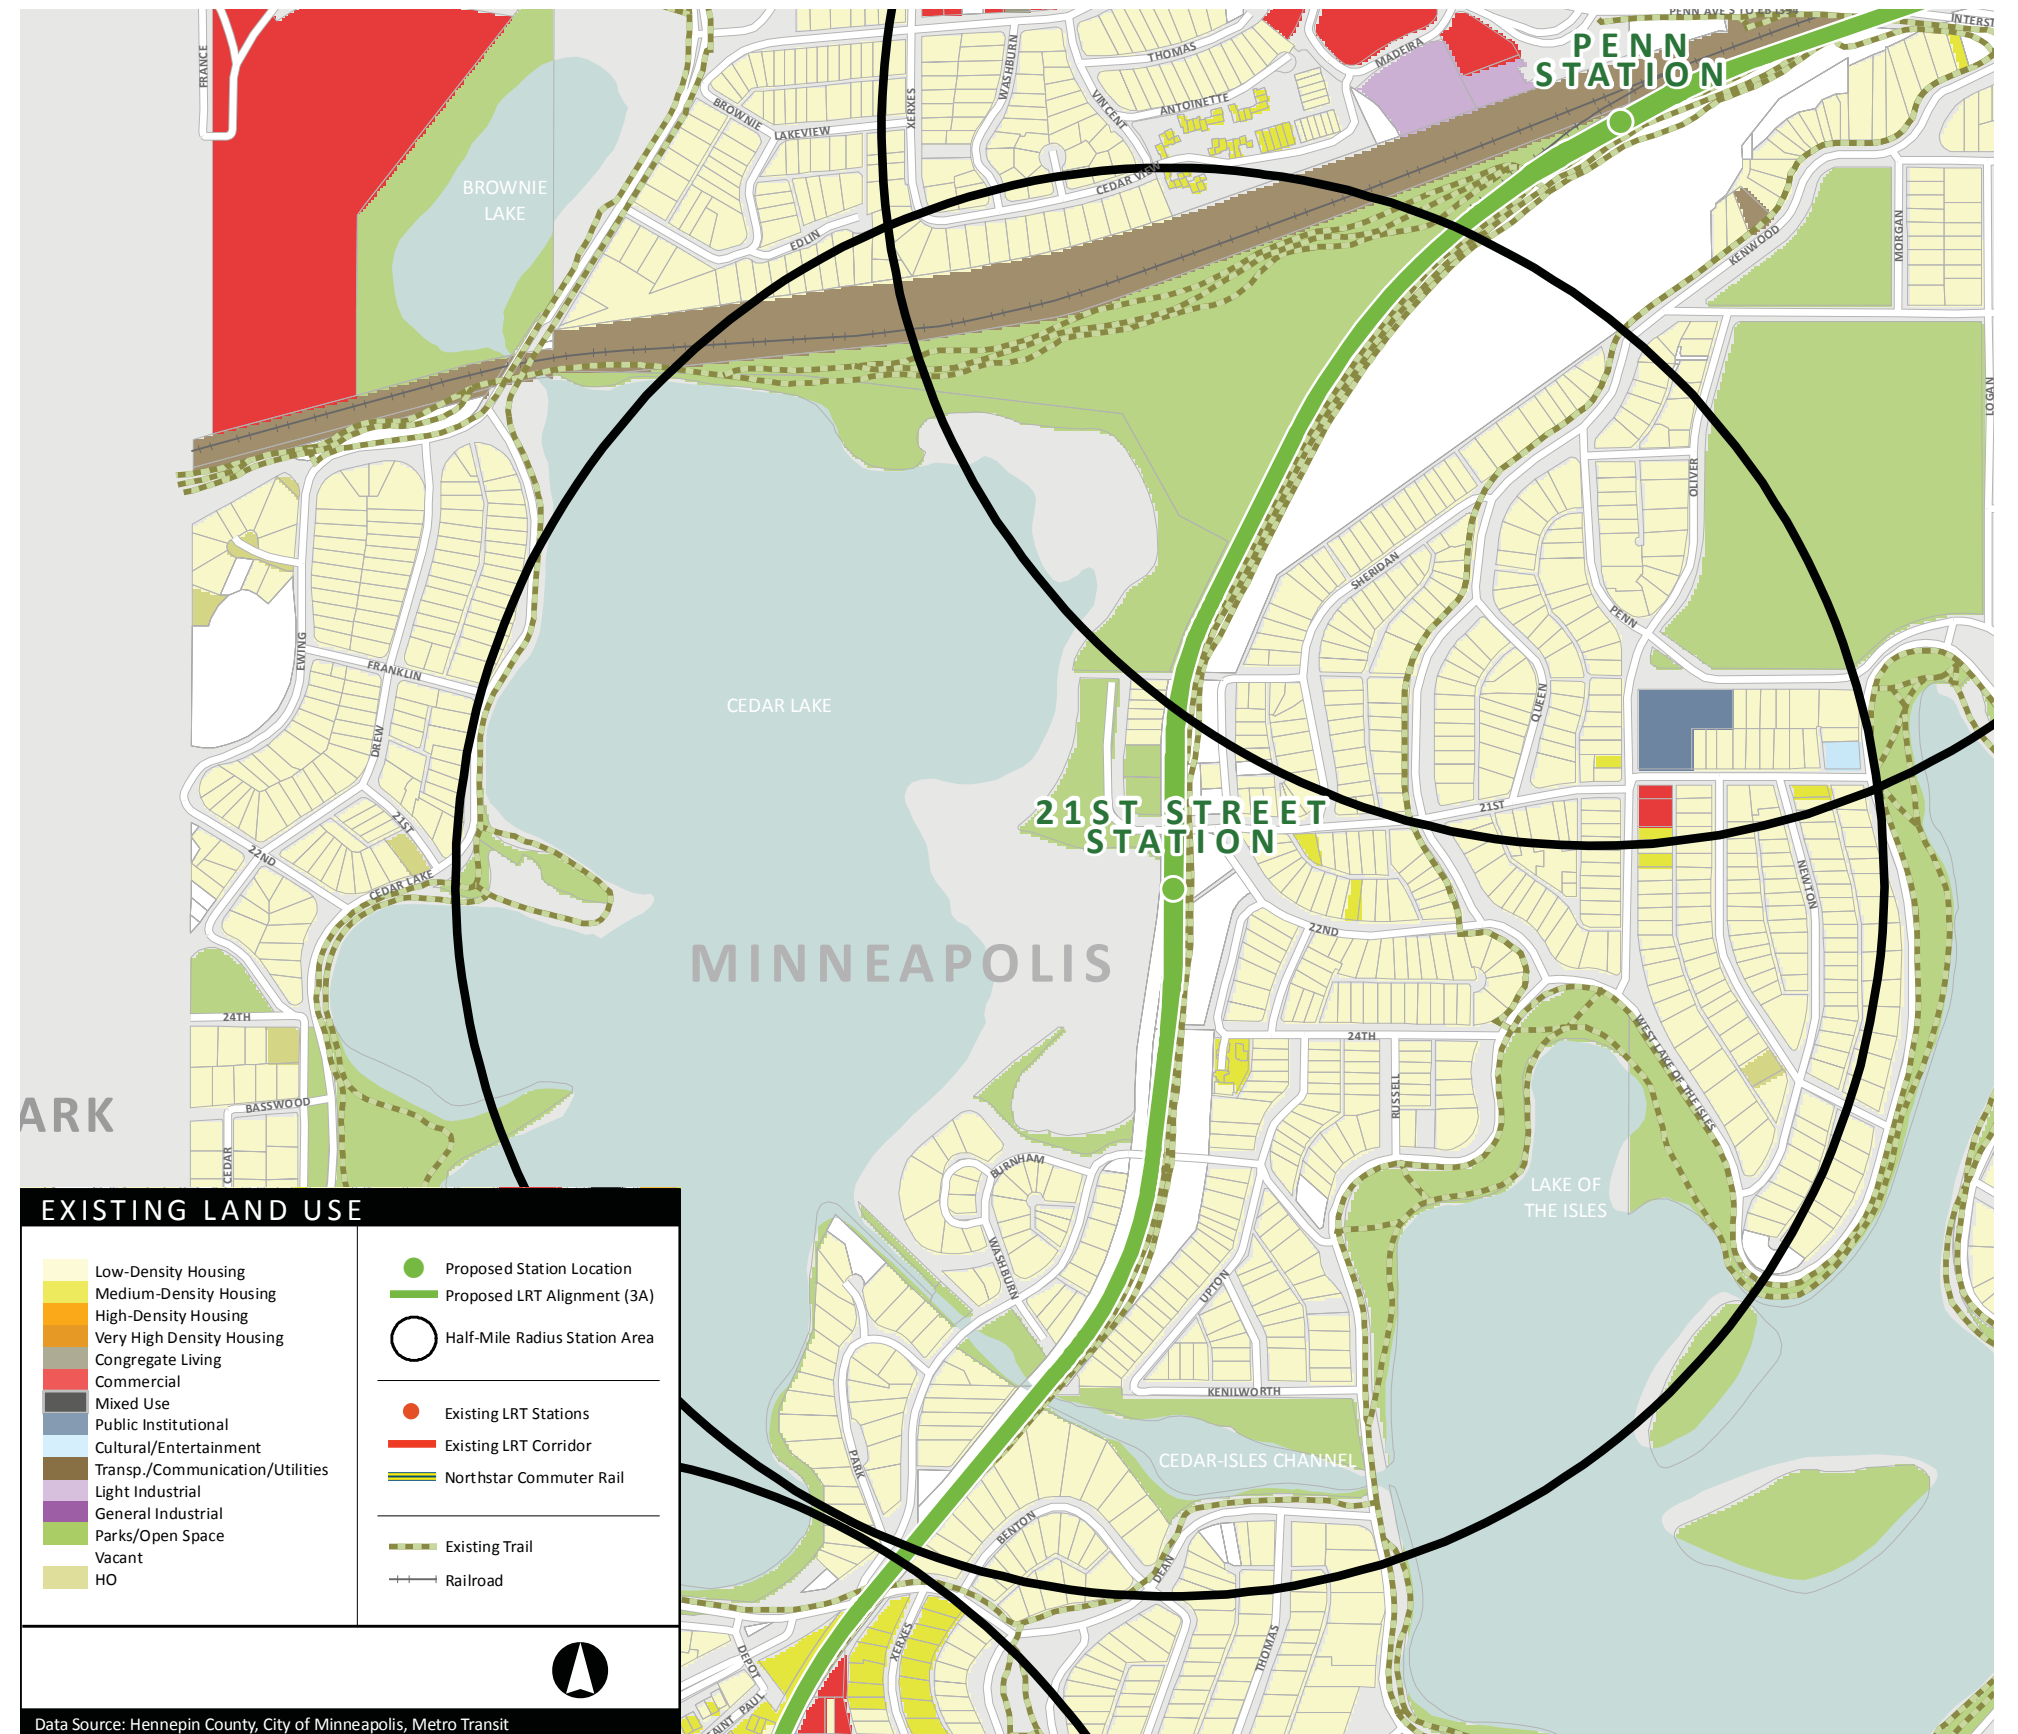 PENN AVE S TO EB I394
INTERST
FRANCE
PENN
STATION
THOMAS
MADEIRA
WASHBURN
XERXES
VINCENT
ANTOINETTE
BROWNIE
LAKEVIEW
CEDAR VIEW
BROWNIE
LAKE
EDLIN
KENWOOD
MORGAN
LOGAN
OLIVER
SHERIDAN
PENN
EWING
FRANKLIN
DREW
QUEEN
CEDAR LAKE
21ST STREET
STATION
21ST
21ST
22ND
CEDAR LAKE
NEWTON
22ND
MINNEAPOLIS
24TH
24TH
WEST LAKE OF THE ISLES
RUSSELL
BASSWOOD
ARK
CEDAR
BURNHAM
LAKE OF
THE ISLES
WASHBURN
UPTON
KENILWORTH
CEDAR-ISLES CHANNEL
PARK
BENTON
DEAN
XERXES
THOMAS
DEPOT
SAINT PAUL
EXISTING LAND USE
Low-Density Housing
Medium-Density Housing
High-Density Housing
Very High Density Housing
Congregate Living
Commercial
Mixed Use
Public Institutional
Cultural/Entertainment
Transp./Communication/Utilities
Light Industrial
General Industrial
Parks/Open Space
Vacant
HO
Proposed Station Location
Proposed LRT Alignment (3A)
Half-Mile Radius Station Area
Existing LRT Stations
Existing LRT Corridor
Northstar Commuter Rail
Existing Trail
Railroad
Data Source: Hennepin County, City of Minneapolis, Metro Transit